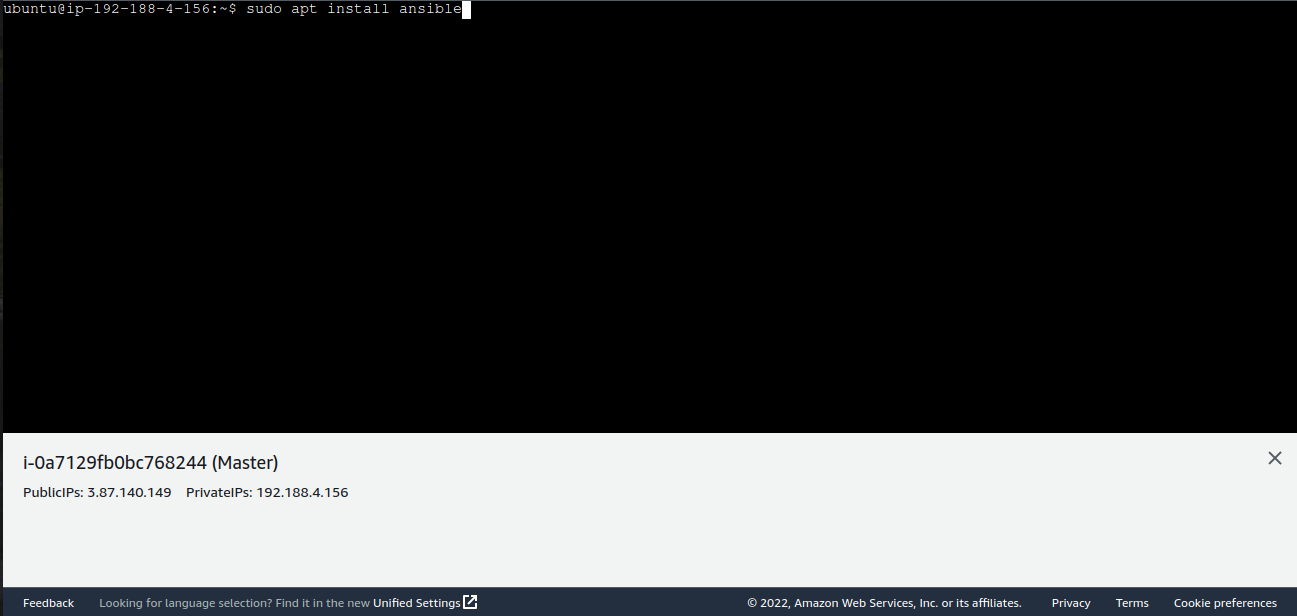 ubuntu@ip-192-188-4-156:~$ sudo apt install ansible
i-0a7129fb0bc768244 (Master)
PublicIPs: 3.87.140.149 PrivateIPs: 192.188.4.156
Feedback Looking for language selection? Find it in the new Unified Settings © 2022, Amazon Web Services, Inc. or its affiliates. Privacy Terms Cookie preferences